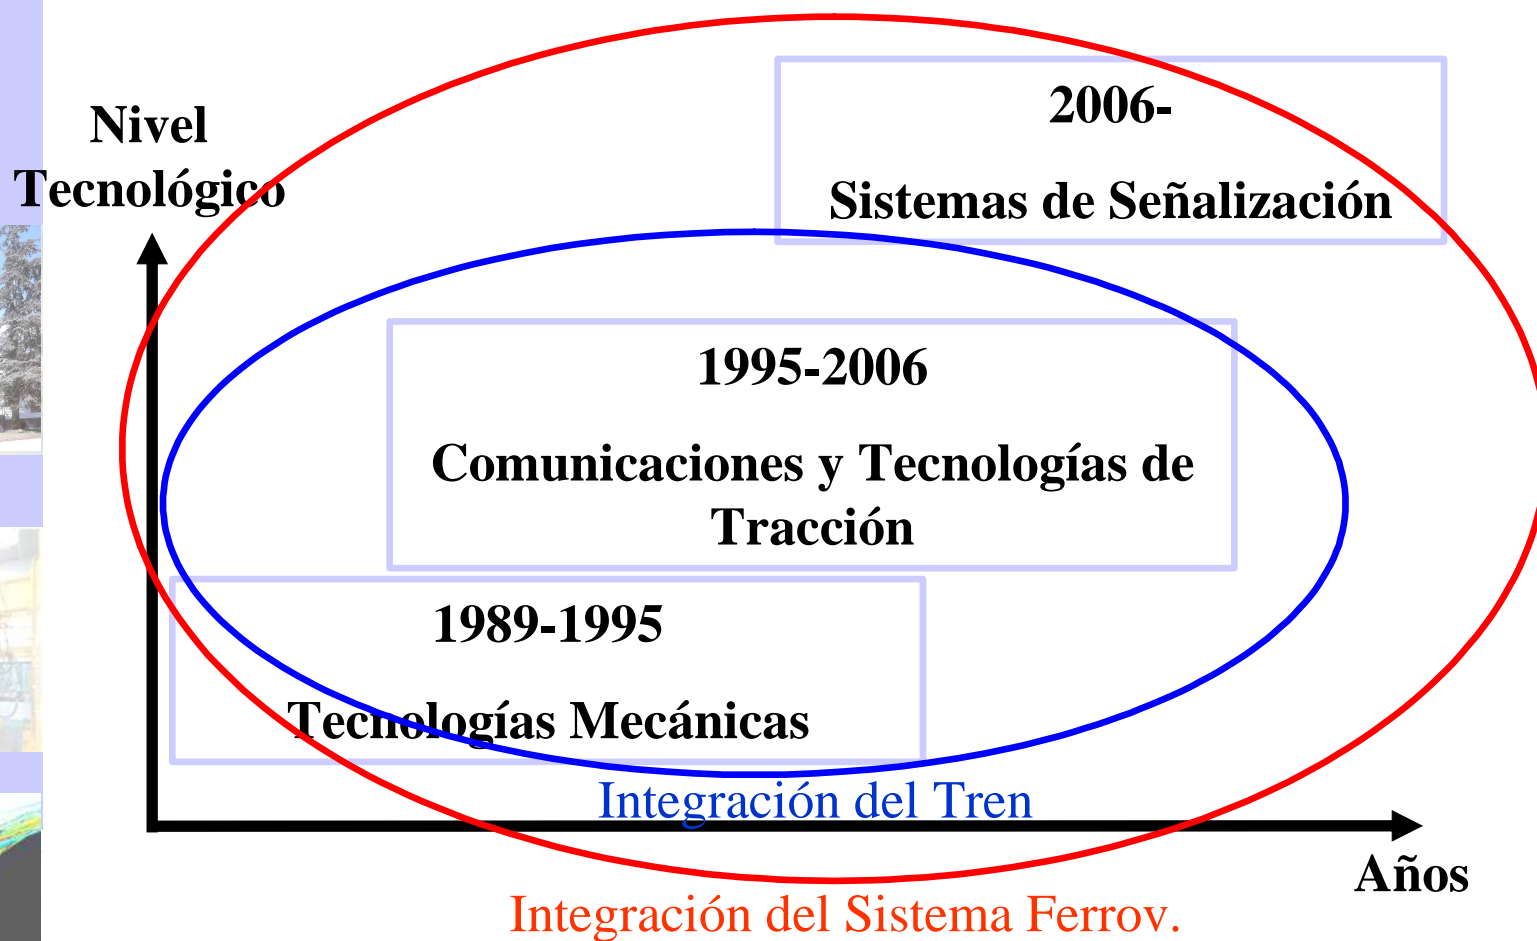 Nivel
Tecnológico
2006-
Sistemas de Señalización
1995-2006
Comunicaciones y Tecnologías de
Tracción
1989-1995
Tecnologías Mecánicas
Integración del Tren
Años
Integración del Sistema Ferrov.